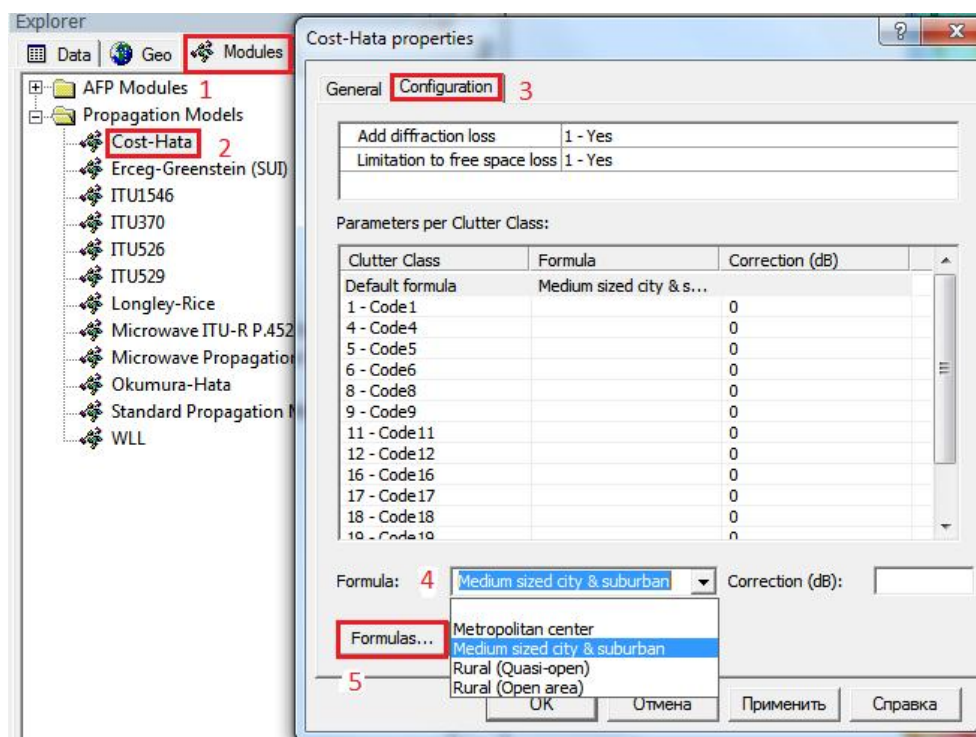 Explorer
Data Geo Modules
1
AFP Modules
Propagation Models
Cost-Hata 2
Erceg-Greenstein (SUI)
ITU1546
ITU370
ITU526
ITU529
Longley-Rice
Microwave ITU-R P.452
Microwave Propagation
Okumura-Hata
Standard Propagation
WLL
Cost-Hata properties
? X
General Configuration 3
Add diffraction loss 1 - Yes
Limitation to free space loss 1 - Yes
Parameters per Clutter Class:
Clutter Class Formula Correction (dB)
Default formula Medium sized city & s...
1 - Code1 0
4 - Code4 0
5 - Code5 0
6 - Code6 0
8 - Code8 0
9 - Code9 0
11 - Code11 0
12 - Code12 0
16 - Code16 0
17 - Code17 0
18 - Code18 0
19 - Code19 0
Formula: 4 Medium sized city & suburban Correction (dB):
Metropolitan center
Medium sized city & suburban
Rural (Quasi-open)
Rural (Open area)
Formulas...
5
OK Отмена Применить Справка